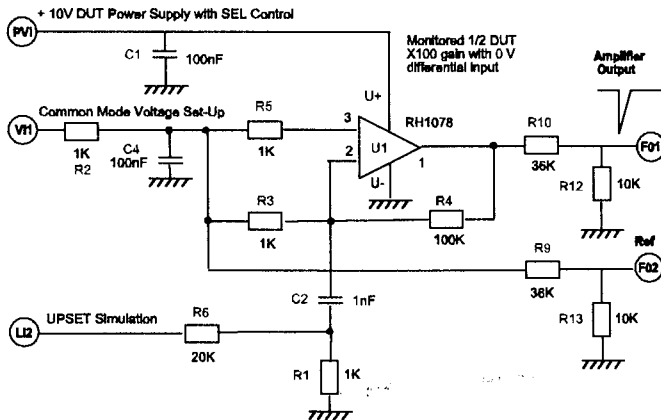 + 10V DUT Power Supply with SEL Control
PVI
C1
100nF
Monitored 1/2 DUT
X100 gain with 0 V
differential input
Amplifier
Output
U+
Common Mode Voltage Set-Up
VI1
R5
3
RH1078
R10
1K
R2
C4
100nF
1K
2
U1
1
U-
36K
F01
R12
10K
R3
R4
1K
100K
Ref
R9
F02
36K
C2
1nF
R13
10K
UPSET Simulation
R6
LI2
20K
R1
1K